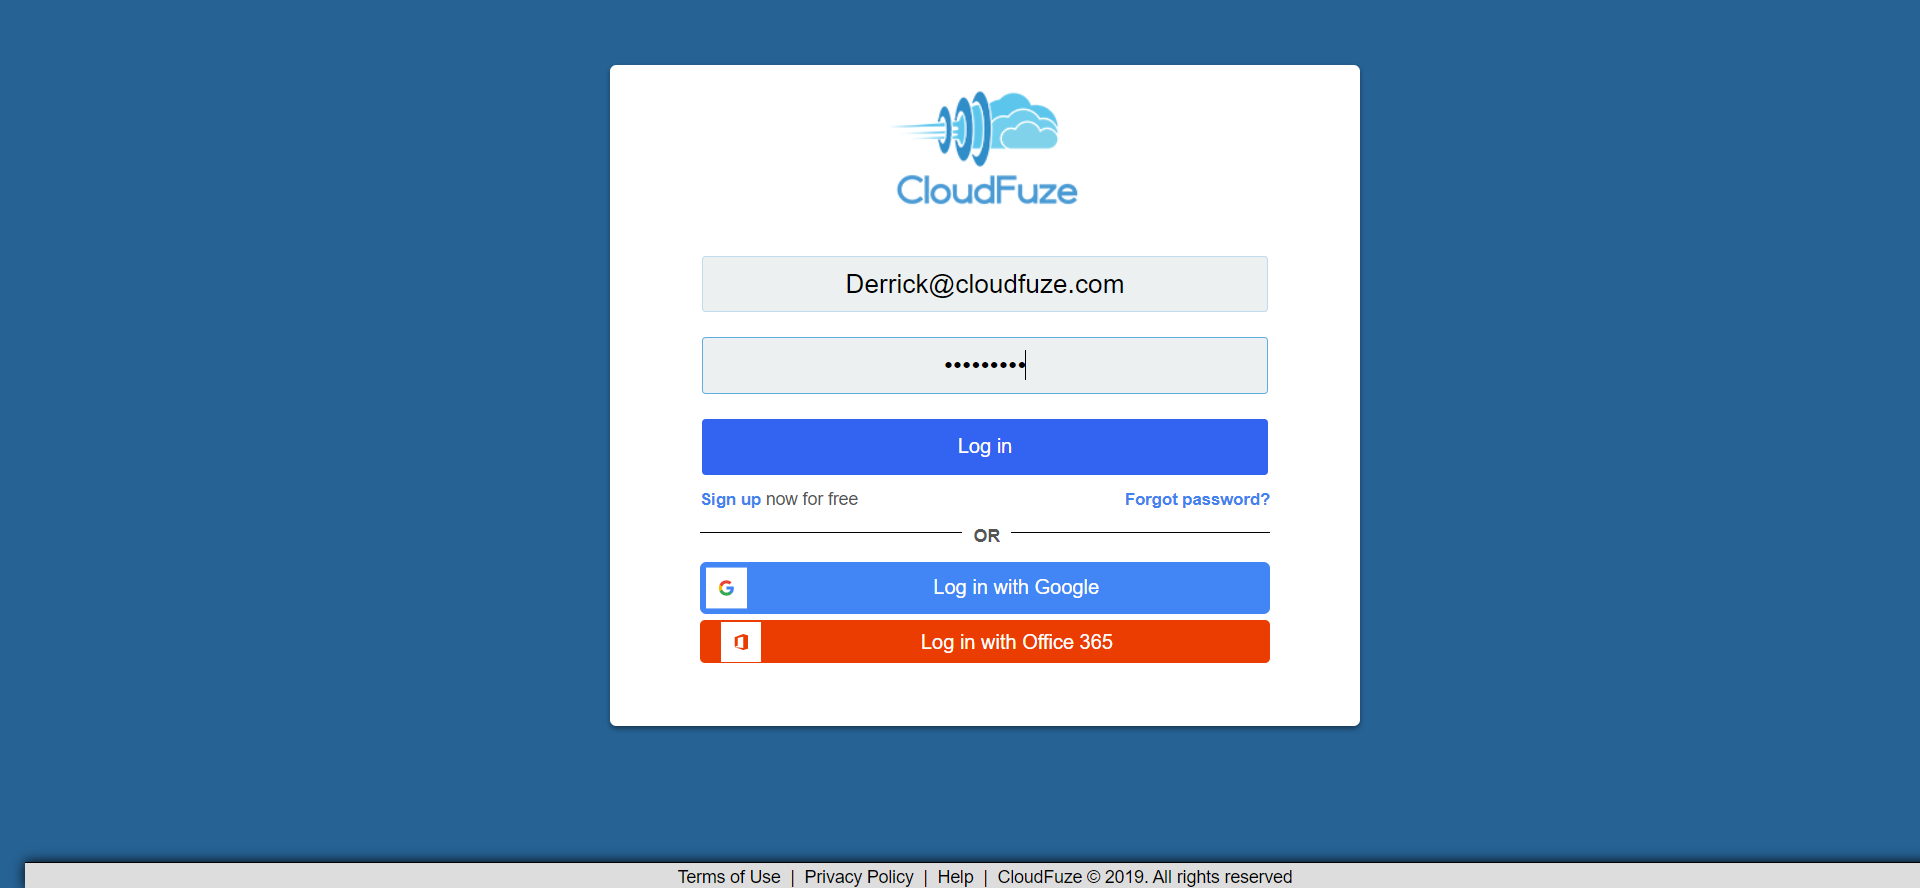 CloudFuze
Derrick@cloudfuze.com
•••••••••
Log in
Sign up now for free
Forgot password?
OR
Log in with Google
Log in with Office 365
Terms of Use | Privacy Policy | Help | CloudFuze © 2019. All rights reserved